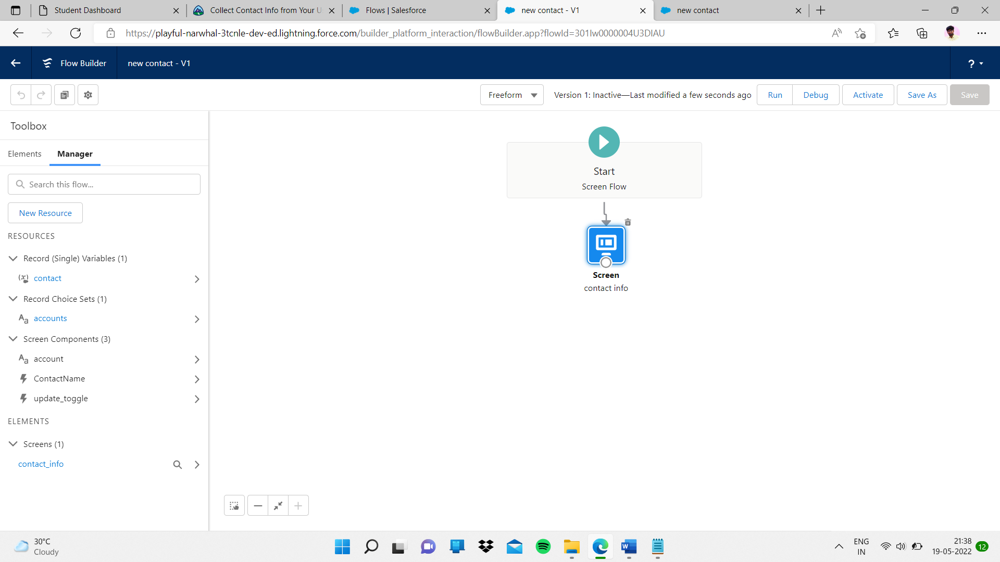 Student Dashboard
Collect Contact Info from Your U
Flows | Salesforce
new contact - V1
new contact
https://playful-narwhal-3tcnle-dev-ed.lightning.force.com/builder_platform_interaction/flowBuilder.app?flowId=301Iw0000004U3DIAU
Flow Builder
new contact - V1
?
Freeform
Version 1: Inactive—Last modified a few seconds ago
Run
Debug
Activate
Save As
Save
Toolbox
Elements
Manager
Search this flow...
New Resource
RESOURCES
Record (Single) Variables (1)
contact
Record Choice Sets (1)
accounts
Screen Components (3)
account
ContactName
update_toggle
ELEMENTS
Screens (1)
contact_info
Start
Screen Flow
Screen
contact info
30°C
Cloudy
ENG
IN
21:38
19-05-2022
12